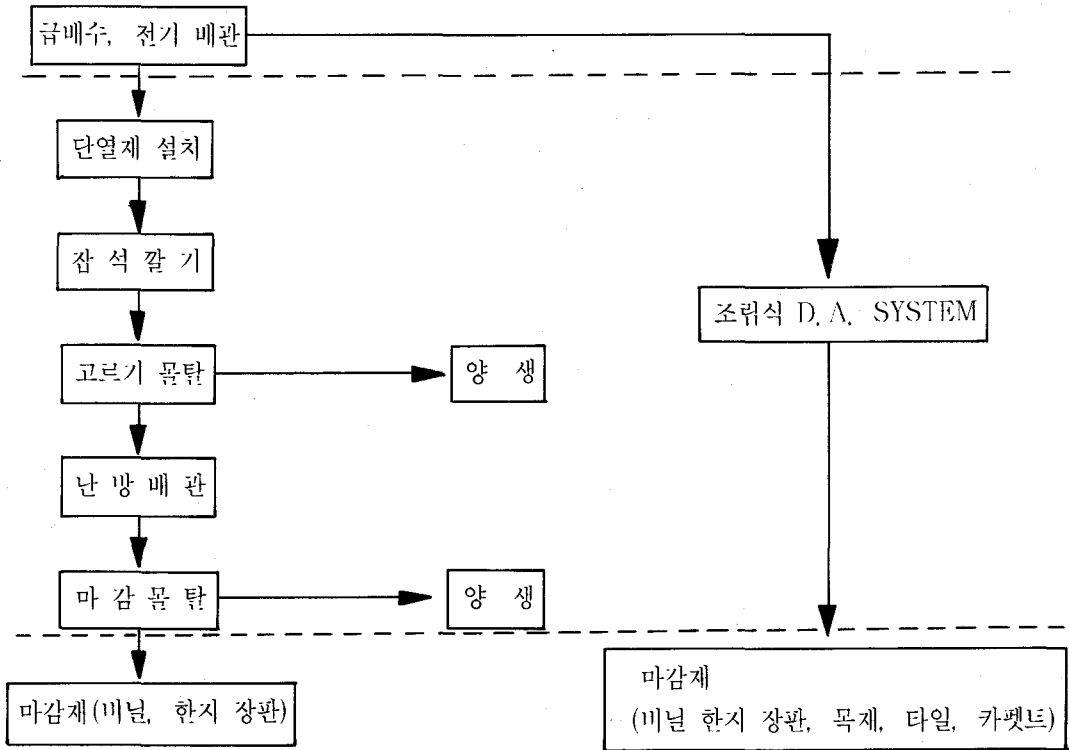 급배수, 전기 배관
단열재 설치
잡 석 깔 기
조립식 D. A. SYSTEM
고르기 몰탈
양 생
난 방 배 관
마 감 몰 탈
양 생
마감재(비닐, 한지 장판)
마감재
(비닐 한지 장판, 목재, 타일, 카펫트)